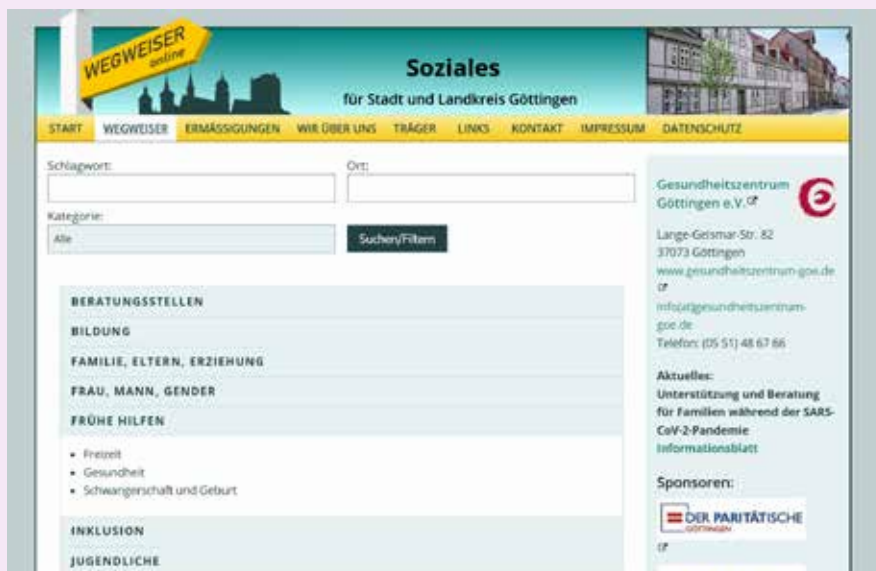 WEGWEISER
online
Soziales
für Stadt und Landkreis Göttingen
START WEGWEISER ERMÄSSIGUNGEN WIR ÜBER UNS TRÄGER LINKS KONTAKT IMPRESSUM DATENSCHUTZ
Schlagwort:
Ort:
Kategorie:
Alle
Suchen/Filtern
BERATUNGSSTELLEN
BILDUNG
FAMILIE, ELTERN, ERZIEHUNG
FRAU, MANN, GENDER
FRÜHE HILFEN
• Freizeit
• Gesundheit
• Schwangerschaft und Geburt
INKLUSION
JUGENDLICHE
Gesundheitszentrum
Göttingen e.V.
Lange-Geismar-Str. 82
37073 Göttingen
www.gesundheitszentrum-goe.de
info(at)gesundheitszentrum-
goe.de
Telefon: (05 51) 48 67 66
Aktuelles:
Unterstützung und Beratung
für Familien während der SARS-
CoV-2-Pandemie
Informationsblatt
Sponsoren:
DER PARITÄTISCHE
GÖTTINGEN